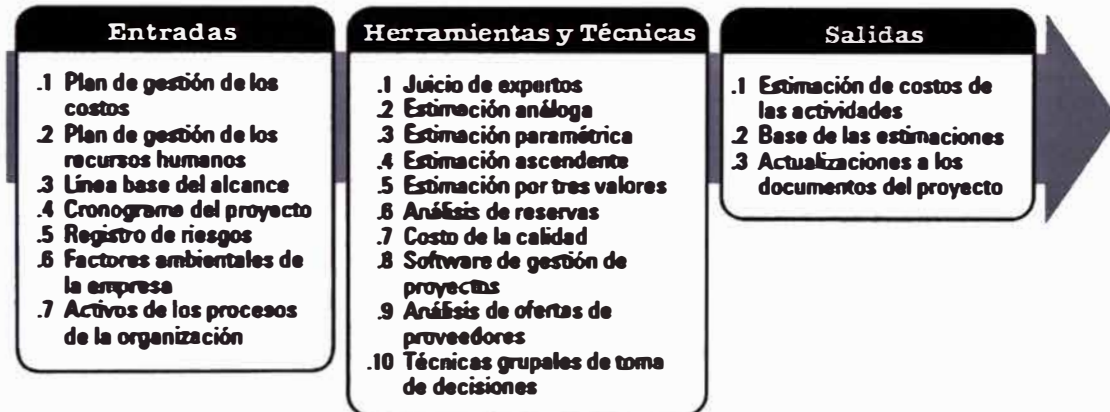 Entradas
.1 Plan de gestión de los
costos
.2 Plan de gestión de los
recursos humanos
.3 Línea base del alcance
.4 Cronograma del proyecto
.5 Registro de riesgos
.6 Factores ambientales de
la empresa
.7 Activos de los procesos
de la organización
Herramientas y Técnicas
.1 Juicio de expertos
.2 Estimación análoga
.3 Estimación paramétrica
.4 Estimación ascendente
.5 Estimación por tres valores
.6 Análisis de reservas
.7 Costo de la calidad
.8 Software de gestión de
proyectos
.9 Análisis de ofertas de
proveedores
.10 Técnicas grupales de toma
de decisiones
Salidas
.1 Estimación de costos de
las actividades
.2 Base de las estimaciones
.3 Actualizaciones a los
documentos del proyecto